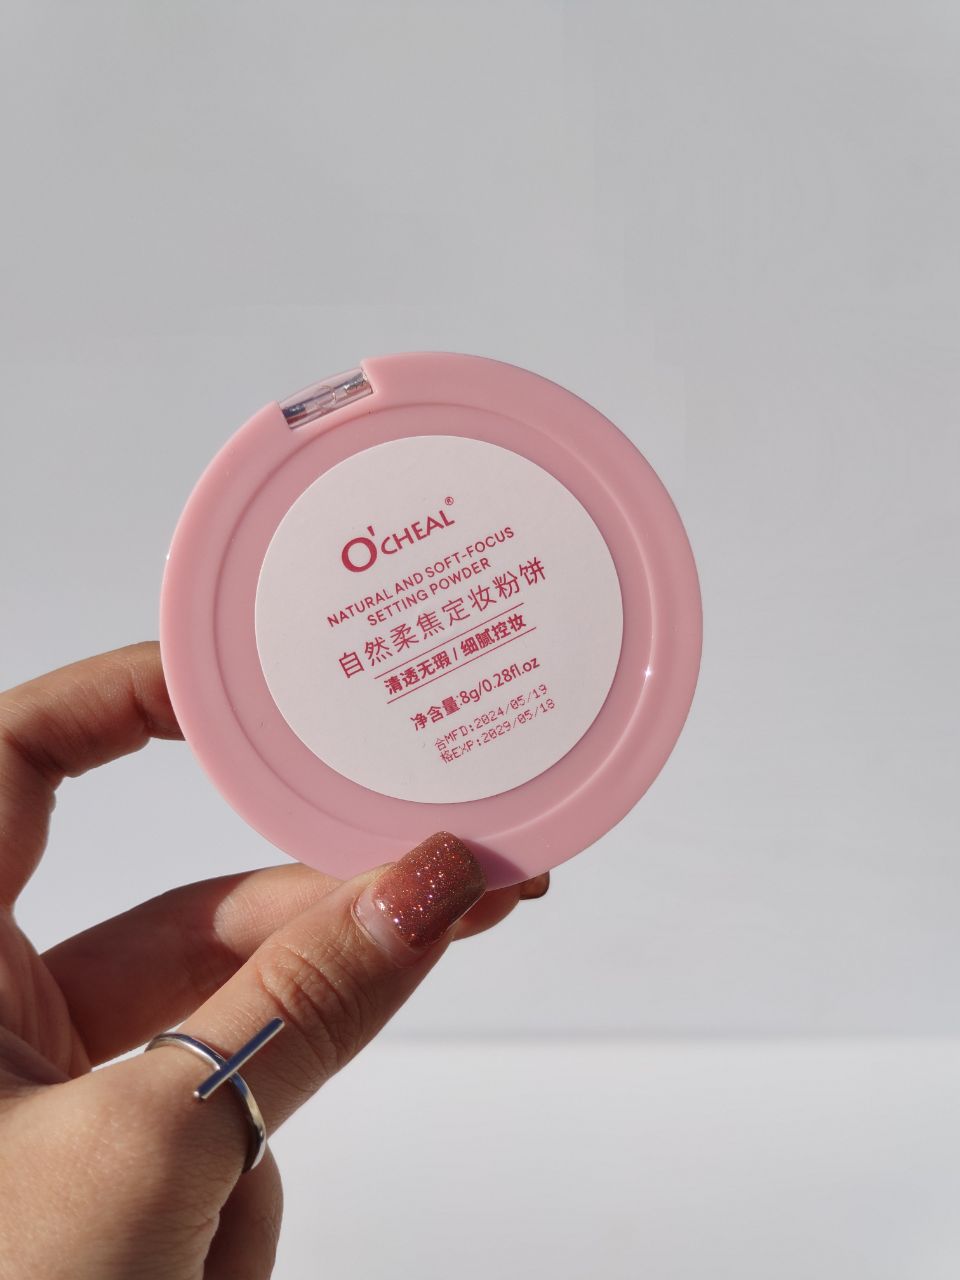 O'CHEAL®
NATURAL AND SOFT-FOCUS
SETTING POWDER
自然柔焦定妆粉饼
清透无瑕 / 细腻控妆
净含量:8g/0.28fl.oz
合MFD:2024/05/19
格EXP:2029/05/18